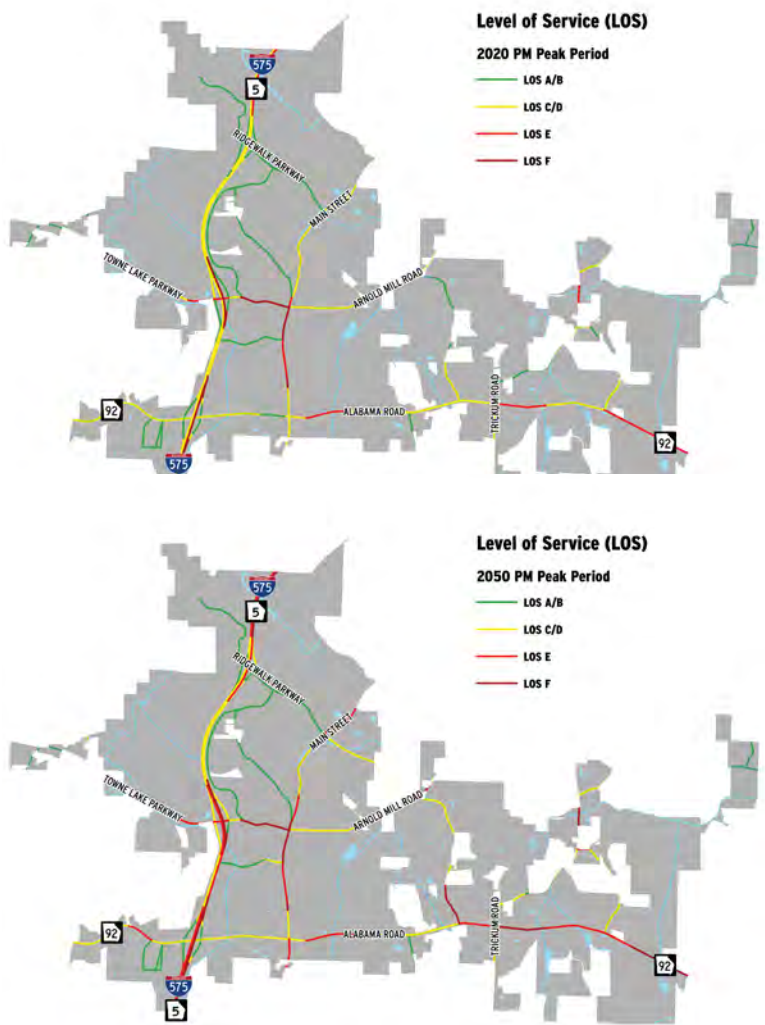 Level of Service (LOS)
2020 PM Peak Period
LOS A/B
LOS C/D
LOS E
LOS F
575
5
RIDGEWALK PARKWAY
MAIN STREET
TOWNE LAKE PARKWAY
ARNOLD MILL ROAD
92
ALABAMA ROAD
TRICKUM ROAD
92
575
Level of Service (LOS)
2050 PM Peak Period
LOS A/B
LOS C/D
LOS E
LOS F
575
5
RIDGEWALK PARKWAY
MAIN STREET
TOWNE LAKE PARKWAY
ARNOLD MILL ROAD
92
ALABAMA ROAD
TRICKUM ROAD
92
575
5